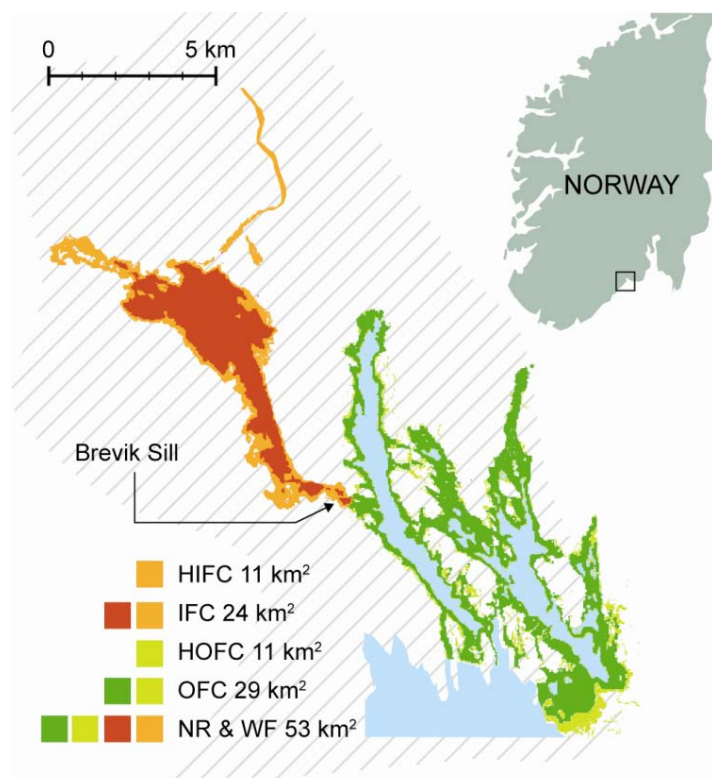 0 5 km
NORWAY
Brevik Sill
HIFC 11 km²
IFC 24 km²
HOFC 11 km²
OFC 29 km²
NR & WF 53 km²